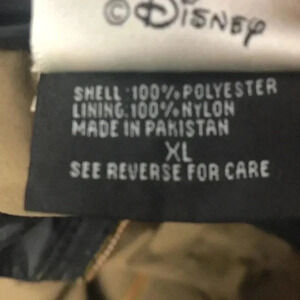 ©Disney
SHELL:100% POLYESTER
LINING:100% NYLON
MADE IN PAKISTAN
XL
SEE REVERSE FOR CARE